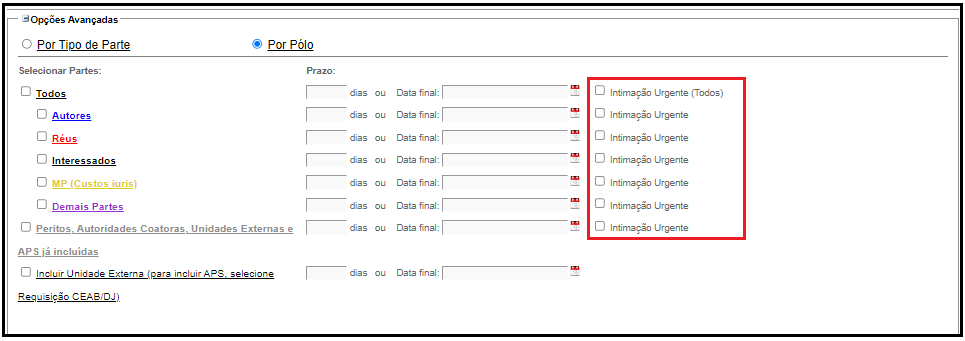 Opções Avançadas
Por Tipo de Parte Por Pólo
Selecionar Partes: Prazo:
Todos dias ou Data final: Intimação Urgente (Todos)
Autores dias ou Data final: Intimação Urgente
Réus dias ou Data final: Intimação Urgente
Interessados dias ou Data final: Intimação Urgente
MP (Custos iuris) dias ou Data final: Intimação Urgente
Demais Partes dias ou Data final: Intimação Urgente
Peritos, Autoridades Coatoras, Unidades Externas e dias ou Data final: Intimação Urgente
APS já incluidas
Incluir Unidade Externa (para incluir APS, selecione dias ou Data final:
Requisição CEAB/DJ)